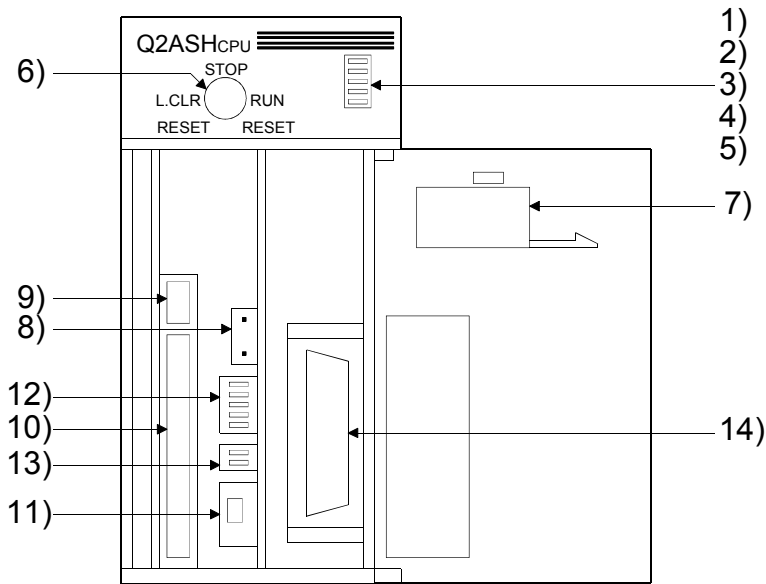 Q2ASHCPU
STOP
L.CLR
RUN
RESET
RESET
1)
2)
3)
4)
5)
6)
7)
9)
8)
12)
10)
13)
11)
14)